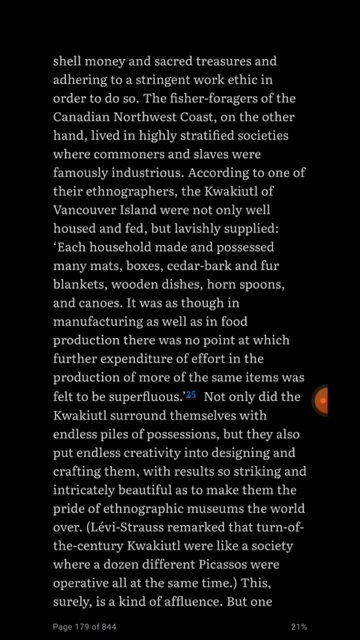 shell money and sacred treasures and
adhering to a stringent work ethic in
order to do so. The fisher-foragers of the
Canadian Northwest Coast, on the other
hand, lived in highly stratified societies
where commoners and slaves were
famously industrious. According to one of
their ethnographers, the Kwakiutl of
Vancouver Island were not only well
housed and fed, but lavishly supplied:
‘Each household made and possessed
many mats, boxes, cedar-bark and fur
blankets, wooden dishes, horn spoons,
and canoes. It was as though in
manufacturing as well as in food
production there was no point at which
further expenditure of effort in the
production of more of the same items was
felt to be superfluous.’25 Not only did the
Kwakiutl surround themselves with
endless piles of possessions, but they also
put endless creativity into designing and
crafting them, with results so striking and
intricately beautiful as to make them the
pride of ethnographic museums the world
over. (Lévi-Strauss remarked that turn-of-
the-century Kwakiutl were like a society
where a dozen different Picassos were
operative all at the same time.) This,
surely, is a kind of affluence. But one
Page 179 of 844 21%